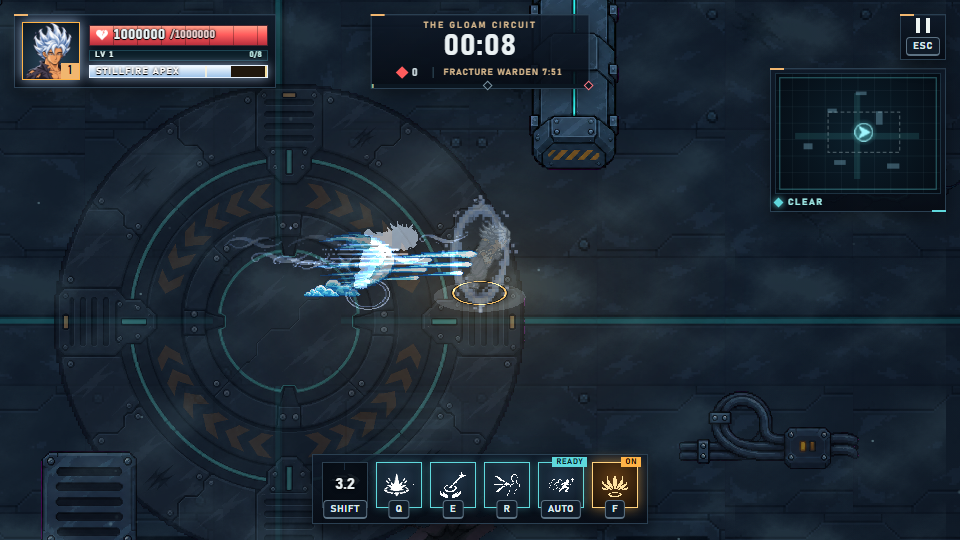 1000000 /1000000
LV 1
0/8
STILLFIRE APEX
1
THE GLOAM CIRCUIT
00:08
0
FRACTURE WARDEN 7:51
ESC
CLEAR
READY
ON
3.2
SHIFT
Q
E
R
AUTO
F